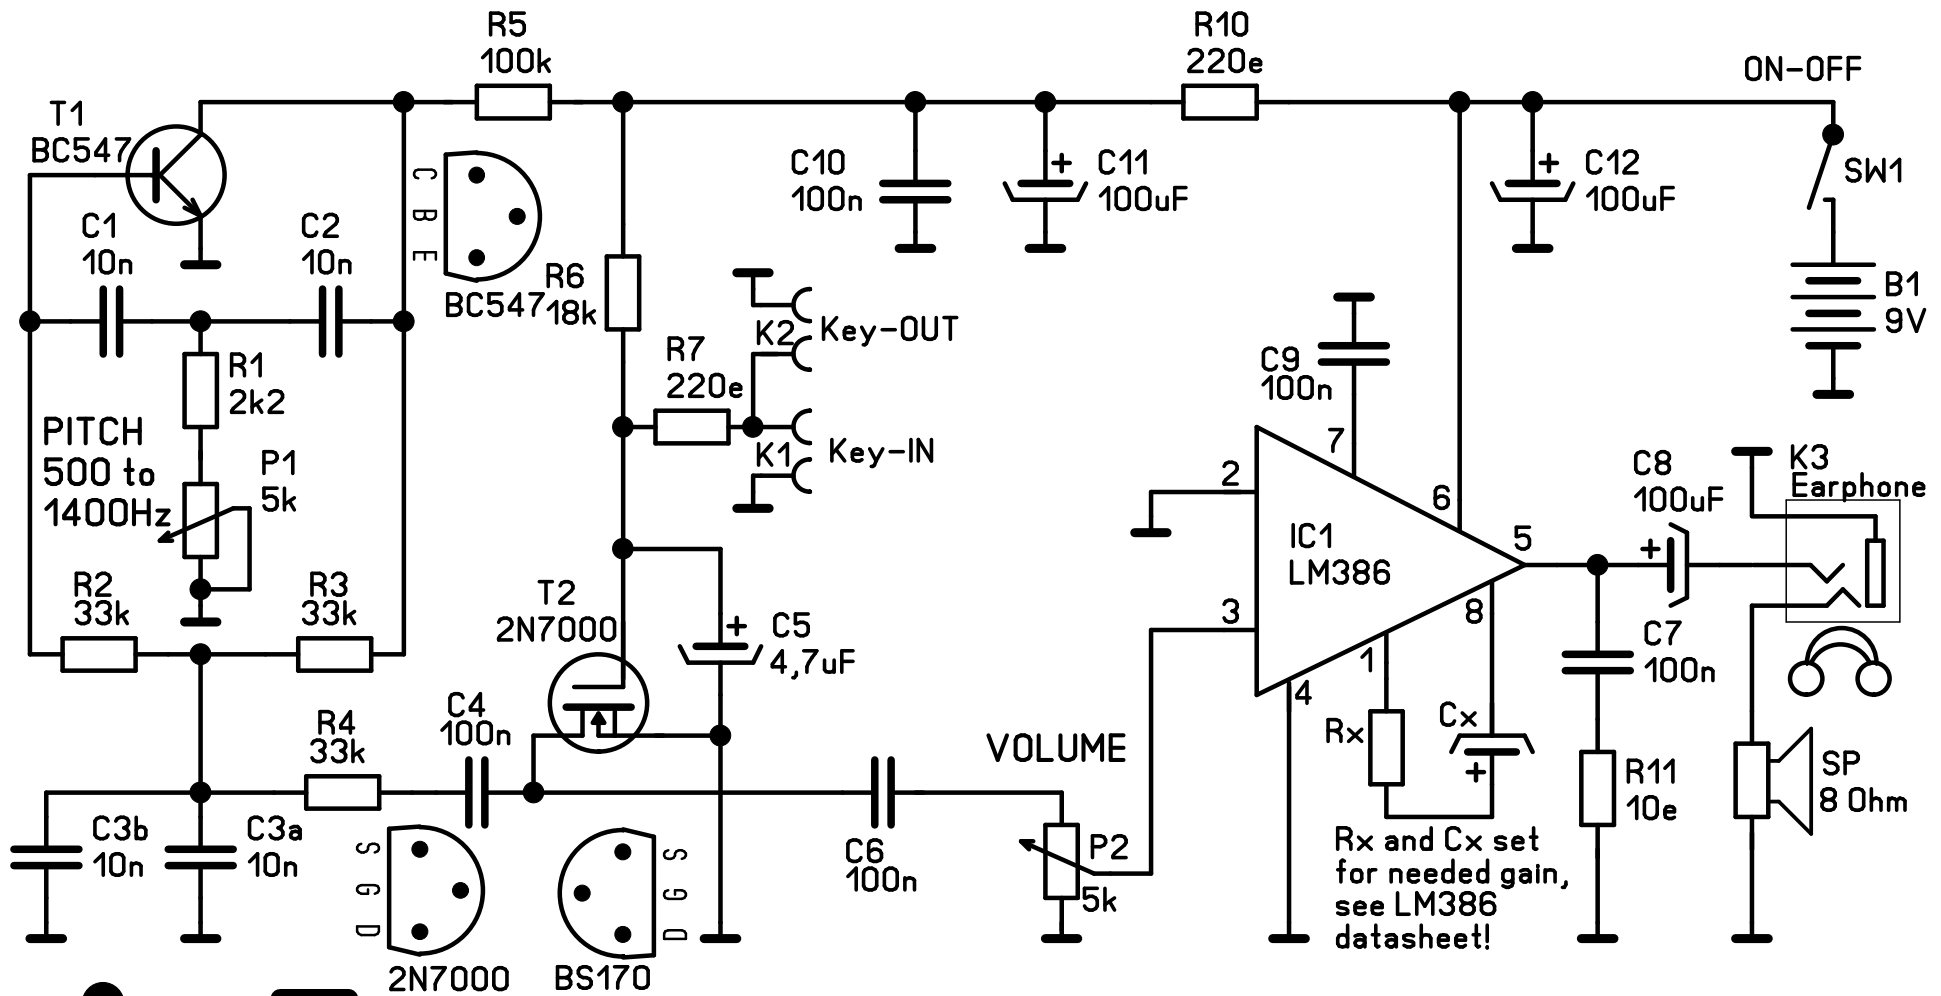 R5
100k
R10
220e
ON-OFF
T1
BC547
C
B
E
BC547
C10
100n
C11
100uF
C12
100uF
SW1
C1
10n
C2
10n
R6
18k
K2
Key-OUT
B1
9V
R1
2k2
R7
220e
C9
100n
PITCH
500 to
1400Hz
P1
5k
K1
Key-IN
7
2
6
C8
100uF
K3
Earphone
IC1
LM386
5
R2
33k
R3
33k
T2
2N7000
C5
4,7uF
3
8
1
4
C7
100n
R4
33k
C4
100n
VOLUME
Rx
Cx
R11
10e
SP
8 Ohm
C3b
10n
C3a
10n
S
G
D
2N7000
BS170
S
G
D
C6
100n
P2
5k
Rx and Cx set
for needed gain,
see LM386
datasheet!